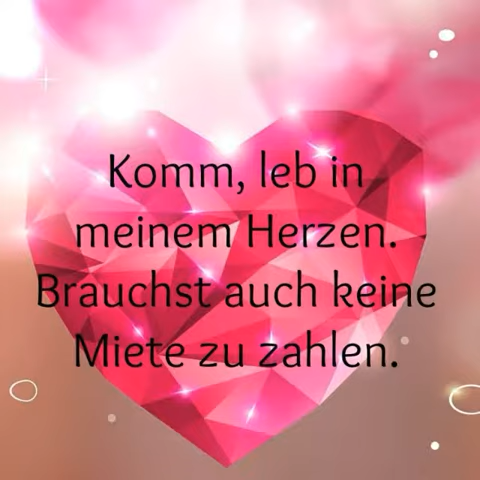 Komm, leb in
meinem Herzen.
Brauchst auch keine
Miete zu zahlen.